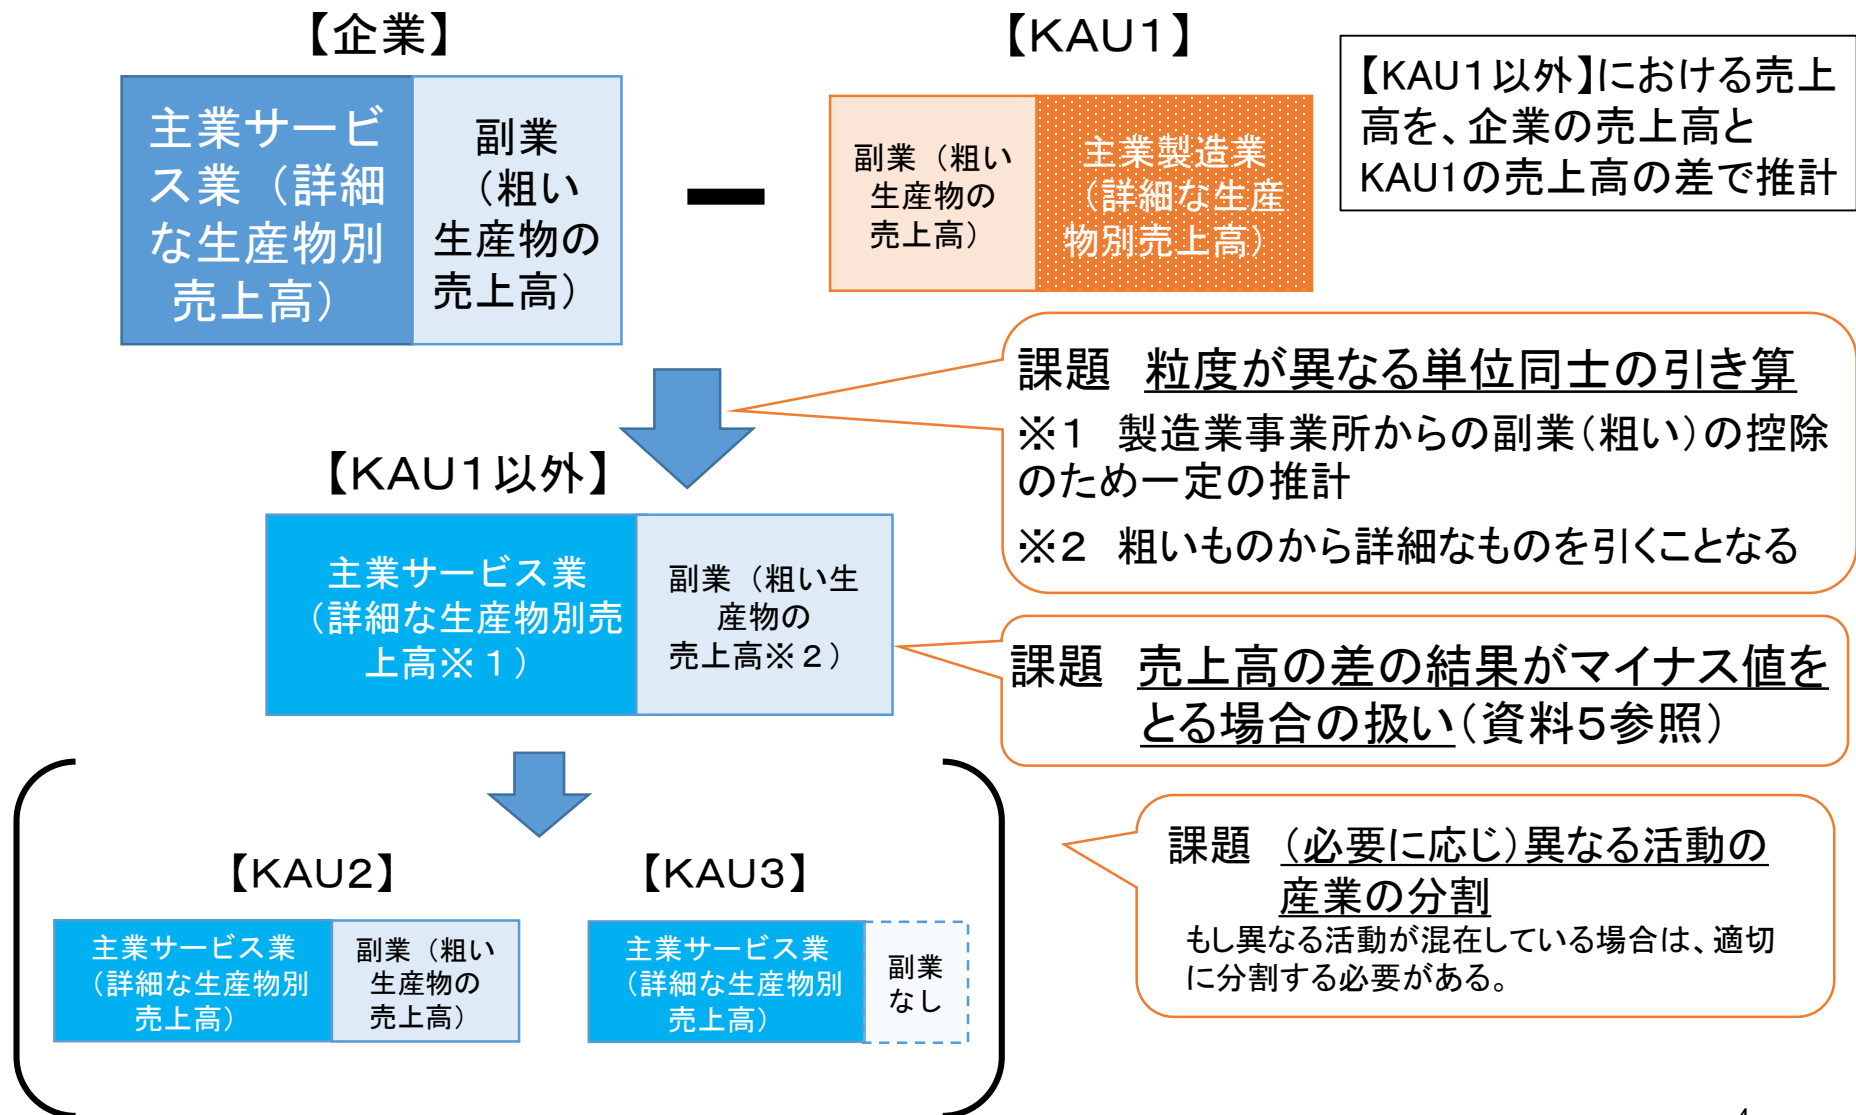 【企業】
主業サービ
ス業（詳細
な生産物別
売上高）
副業
（粗い
生産物の
売上高）
【KAU1】
副業（粗い
生産物の
売上高）
主業製造業
（詳細な生産
物別売上高）
【KAU1以外】における売上
高を、企業の売上高と
KAU1の売上高の差で推計
課題　粒度が異なる単位同士の引き算
※1　製造業事業所からの副業(粗い)の控除
のため一定の推計
※2　粗いものから詳細なものを引くことなる
【KAU1以外】
主業サービス業
（詳細な生産物別売
上高※１）
副業（粗い生
産物の
売上高※２）
課題　売上高の差の結果がマイナス値を
とる場合の扱い(資料5参照)
【KAU2】
主業サービス業
（詳細な生産物別
売上高）
副業（粗い
生産物の
売上高）
【KAU3】
主業サービス業
（詳細な生産物別
売上高）
副業
なし
課題　(必要に応じ)異なる活動の
産業の分割
もし異なる活動が混在している場合は、適切
に分割する必要がある。